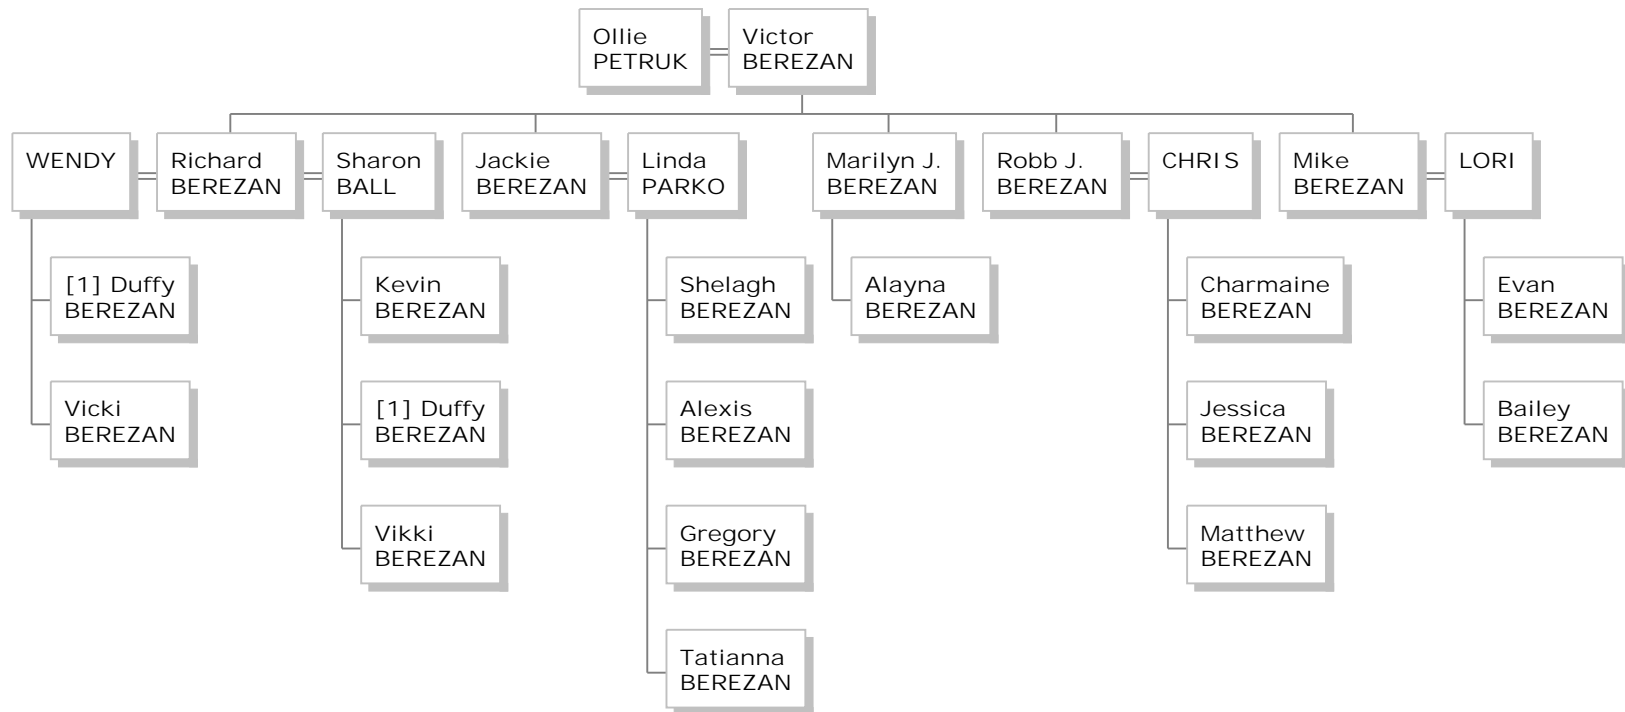 Ollie
PETRUK
Victor
BEREZAN
WENDY
Richard
BEREZAN
Sharon
BALL
Jackie
BEREZAN
Linda
PARKO
Marilyn J.
BEREZAN
Robb J.
BEREZAN
CHRIS
Mike
BEREZAN
LORI
[1] Duffy
BEREZAN
Kevin
BEREZAN
Shelagh
BEREZAN
Alayna
BEREZAN
Charmaine
BEREZAN
Evan
BEREZAN
Vicki
BEREZAN
[1] Duffy
BEREZAN
Alexis
BEREZAN
Jessica
BEREZAN
Bailey
BEREZAN
Vikki
BEREZAN
Gregory
BEREZAN
Matthew
BEREZAN
Tatianna
BEREZAN